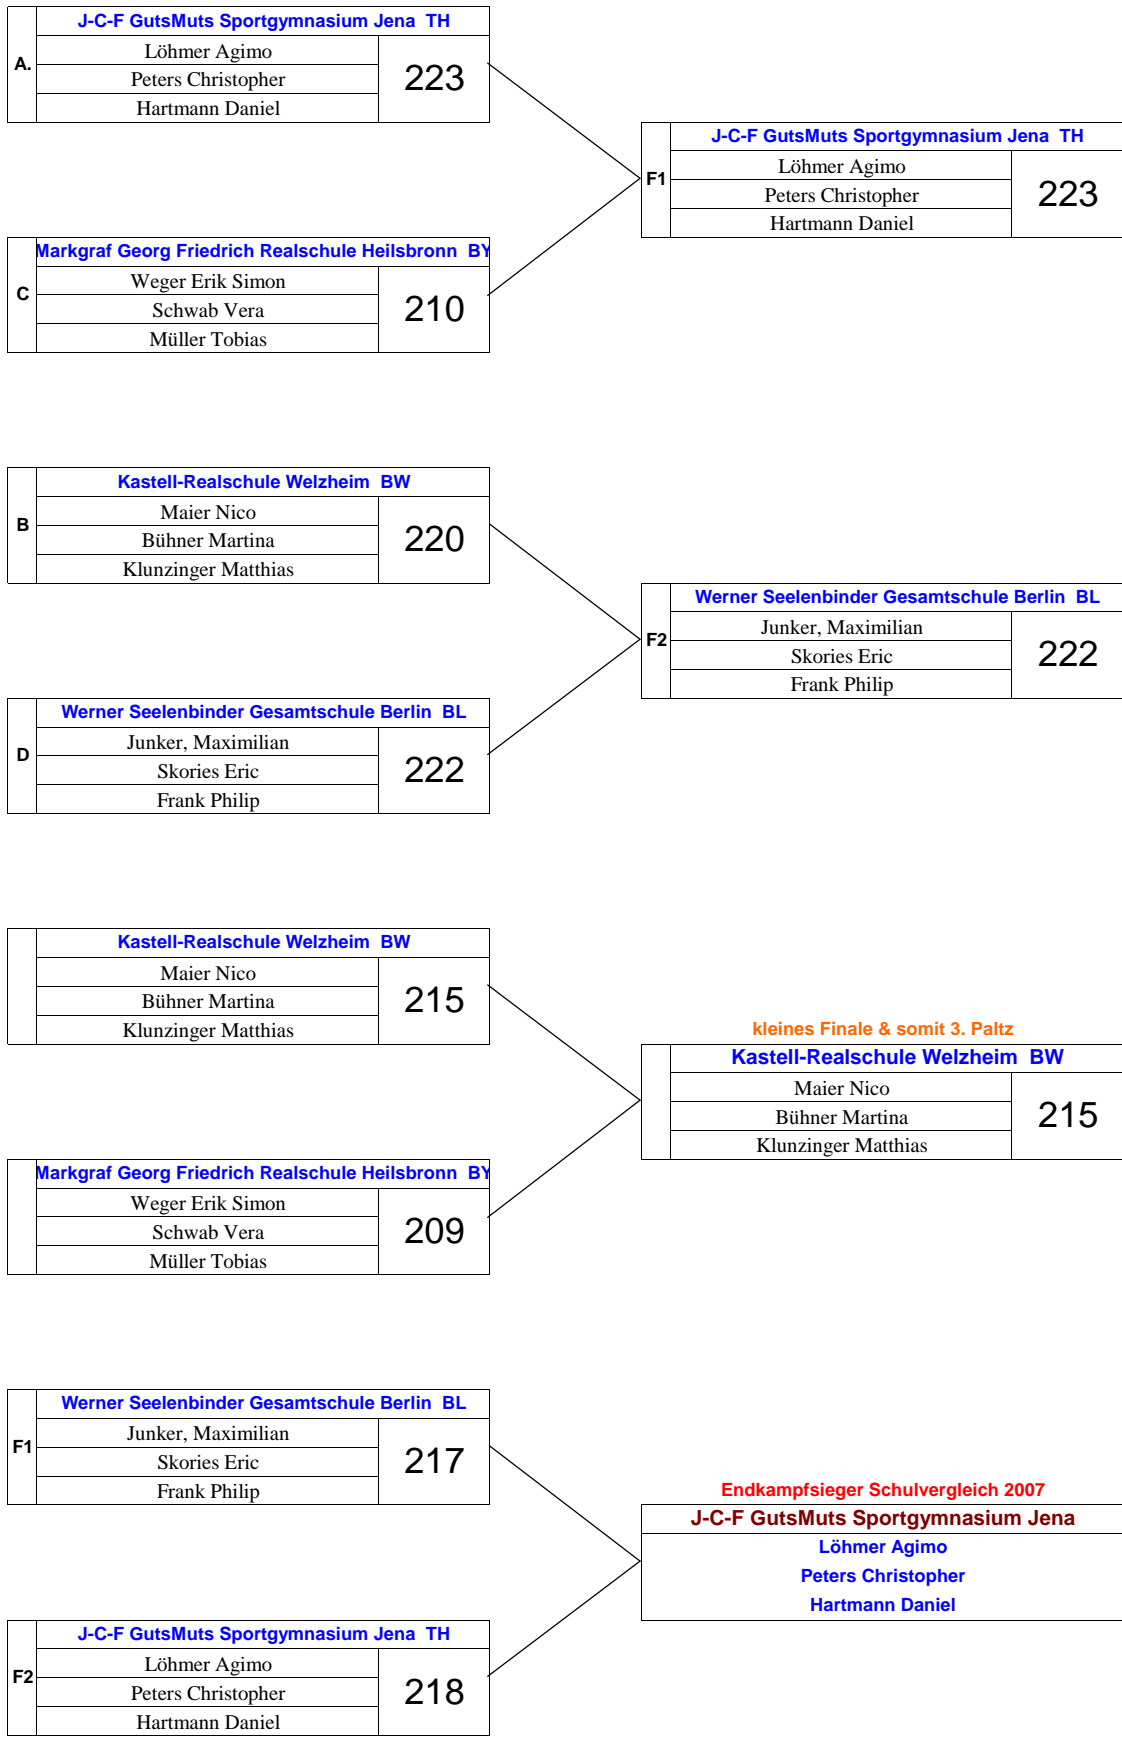 J-C-F GutsMuts Sportgymnasium Jena TH
A.
Löhmer Agimo
Peters Christopher
Hartmann Daniel
223
J-C-F GutsMuts Sportgymnasium Jena TH
F1
Löhmer Agimo
Peters Christopher
Hartmann Daniel
223
Markgraf Georg Friedrich Realschule Heilsbronn BY
C
Weger Erik Simon
Schwab Vera
Müller Tobias
210
Kastell-Realschule Welzheim BW
B
Maier Nico
Bühner Martina
Klunzinger Matthias
220
Werner Seelenbinder Gesamtschule Berlin BL
F2
Junker, Maximilian
Skories Eric
Frank Philip
222
Werner Seelenbinder Gesamtschule Berlin BL
D
Junker, Maximilian
Skories Eric
Frank Philip
222
Kastell-Realschule Welzheim BW
Maier Nico
Bühner Martina
Klunzinger Matthias
215
kleines Finale & somit 3. Paltz
Kastell-Realschule Welzheim BW
Maier Nico
Bühner Martina
Klunzinger Matthias
215
Markgraf Georg Friedrich Realschule Heilsbronn BY
Weger Erik Simon
Schwab Vera
Müller Tobias
209
Werner Seelenbinder Gesamtschule Berlin BL
F1
Junker, Maximilian
Skories Eric
Frank Philip
217
Endkampfsieger Schulvergleich 2007
J-C-F GutsMuts Sportgymnasium Jena
Löhmer Agimo
Peters Christopher
Hartmann Daniel
J-C-F GutsMuts Sportgymnasium Jena TH
F2
Löhmer Agimo
Peters Christopher
Hartmann Daniel
218